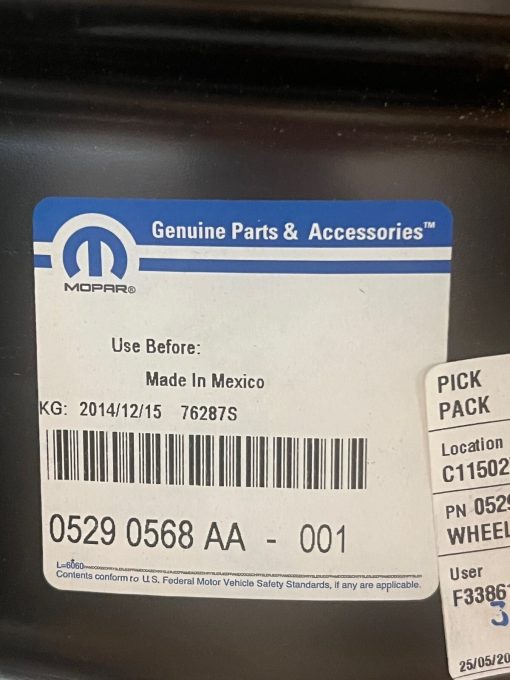 Genuine Parts & Accessories™
MOPAR®
Use Before:
Made In Mexico
KG: 2014/12/15 76287S
0529 0568 AA - 001
L=6060
Contents conform to U.S. Federal Motor Vehicle Safety Standards, if any are applicable.
PICK
PACK
Location
C11502
PN 0529
WHEEL
User
F3386
3
25/05/20